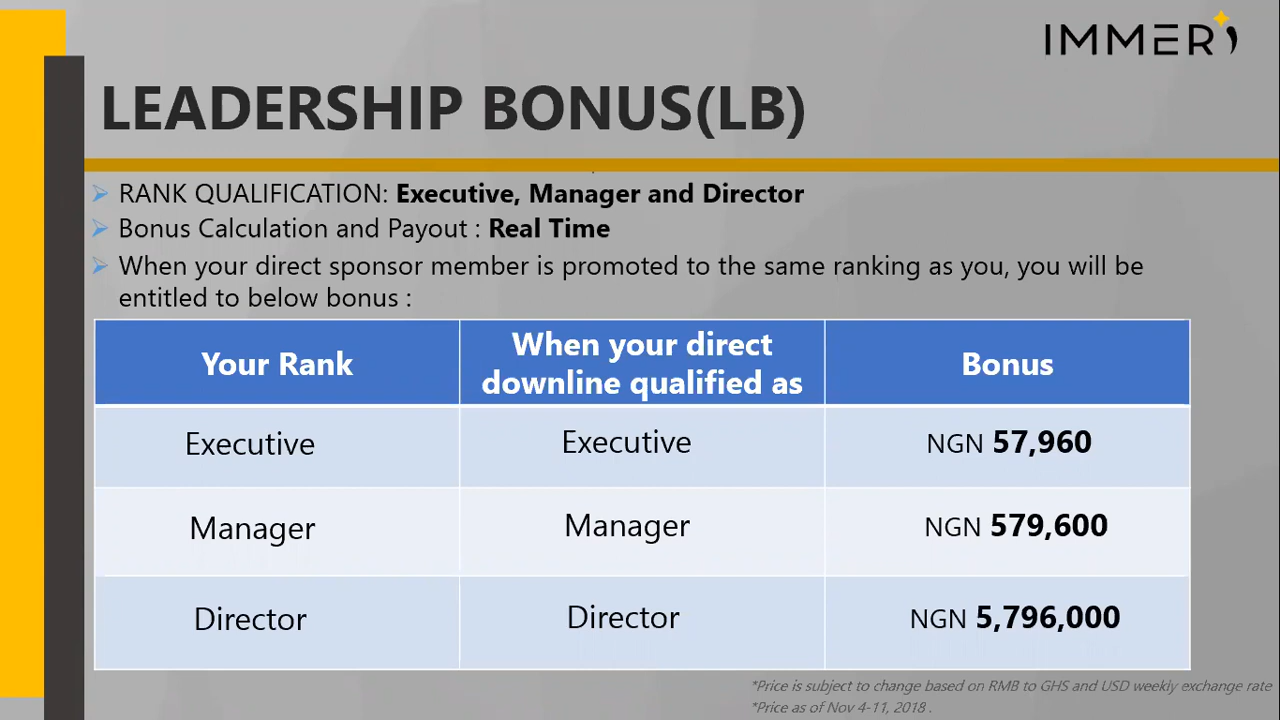 IMMERI
LEADERSHIP BONUS(LB)
RANK QUALIFICATION: Executive, Manager and Director
Bonus Calculation and Payout : Real Time
When your direct sponsor member is promoted to the same ranking as you, you will be
entitled to below bonus :
Your Rank
When your direct
downline qualified as
Bonus
Executive
Executive
NGN 57,960
Manager
Manager
NGN 579,600
Director
Director
NGN 5,796,000
*Price is subject to change based on RMB to GHS and USD weekly exchange rate
*Price as of Nov 4-11, 2018 .